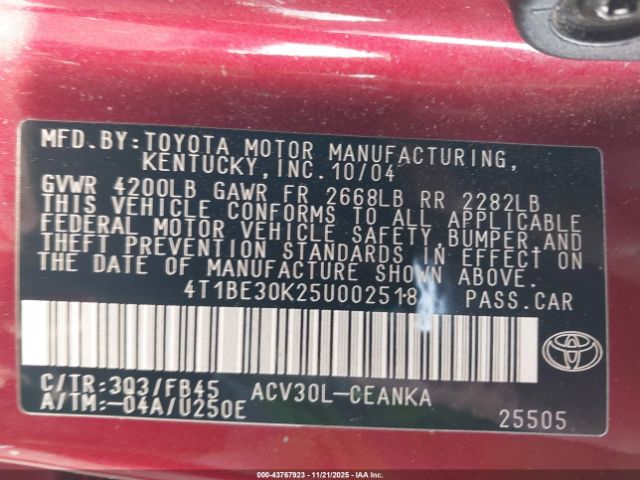 MFD.BY:TOYOTA MOTOR MANUFACTURING,
KENTUCKY,INC.10/04
GVWR 4200LB GAWR FR 2668LB RR 2282LB
THIS VEHICLE CONFORMS TO ALL APPLICABLE
FEDERAL MOTOR VEHICLE SAFETY,BUMPER,AND
THEFT PREVENTION STANDARDS IN EFFECT ON
THE DATE OF MANUFACTURE SHOWN ABOVE.
PASS.CAR
C/TR:3Q3/FB45 ACV30L-CEANKA
A/TM:-04A/U250E
25505
000-43767923 - 11/21/2025 - IAA Inc.